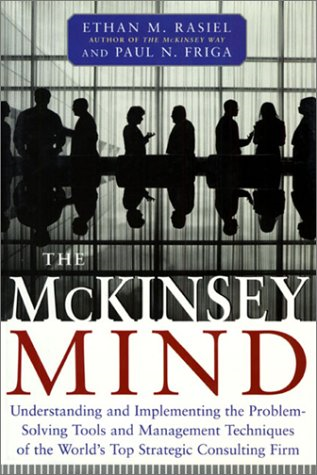 ETHAN M. RASIEL
AUTHOR OF THE MCKINSEY WAY
AND PAUL N. FRIGA
THE
MCKINSEY
MIND
Understanding and Implementing the Problem-
Solving Tools and Management Techniques
of the World's Top Strategic Consulting Firm